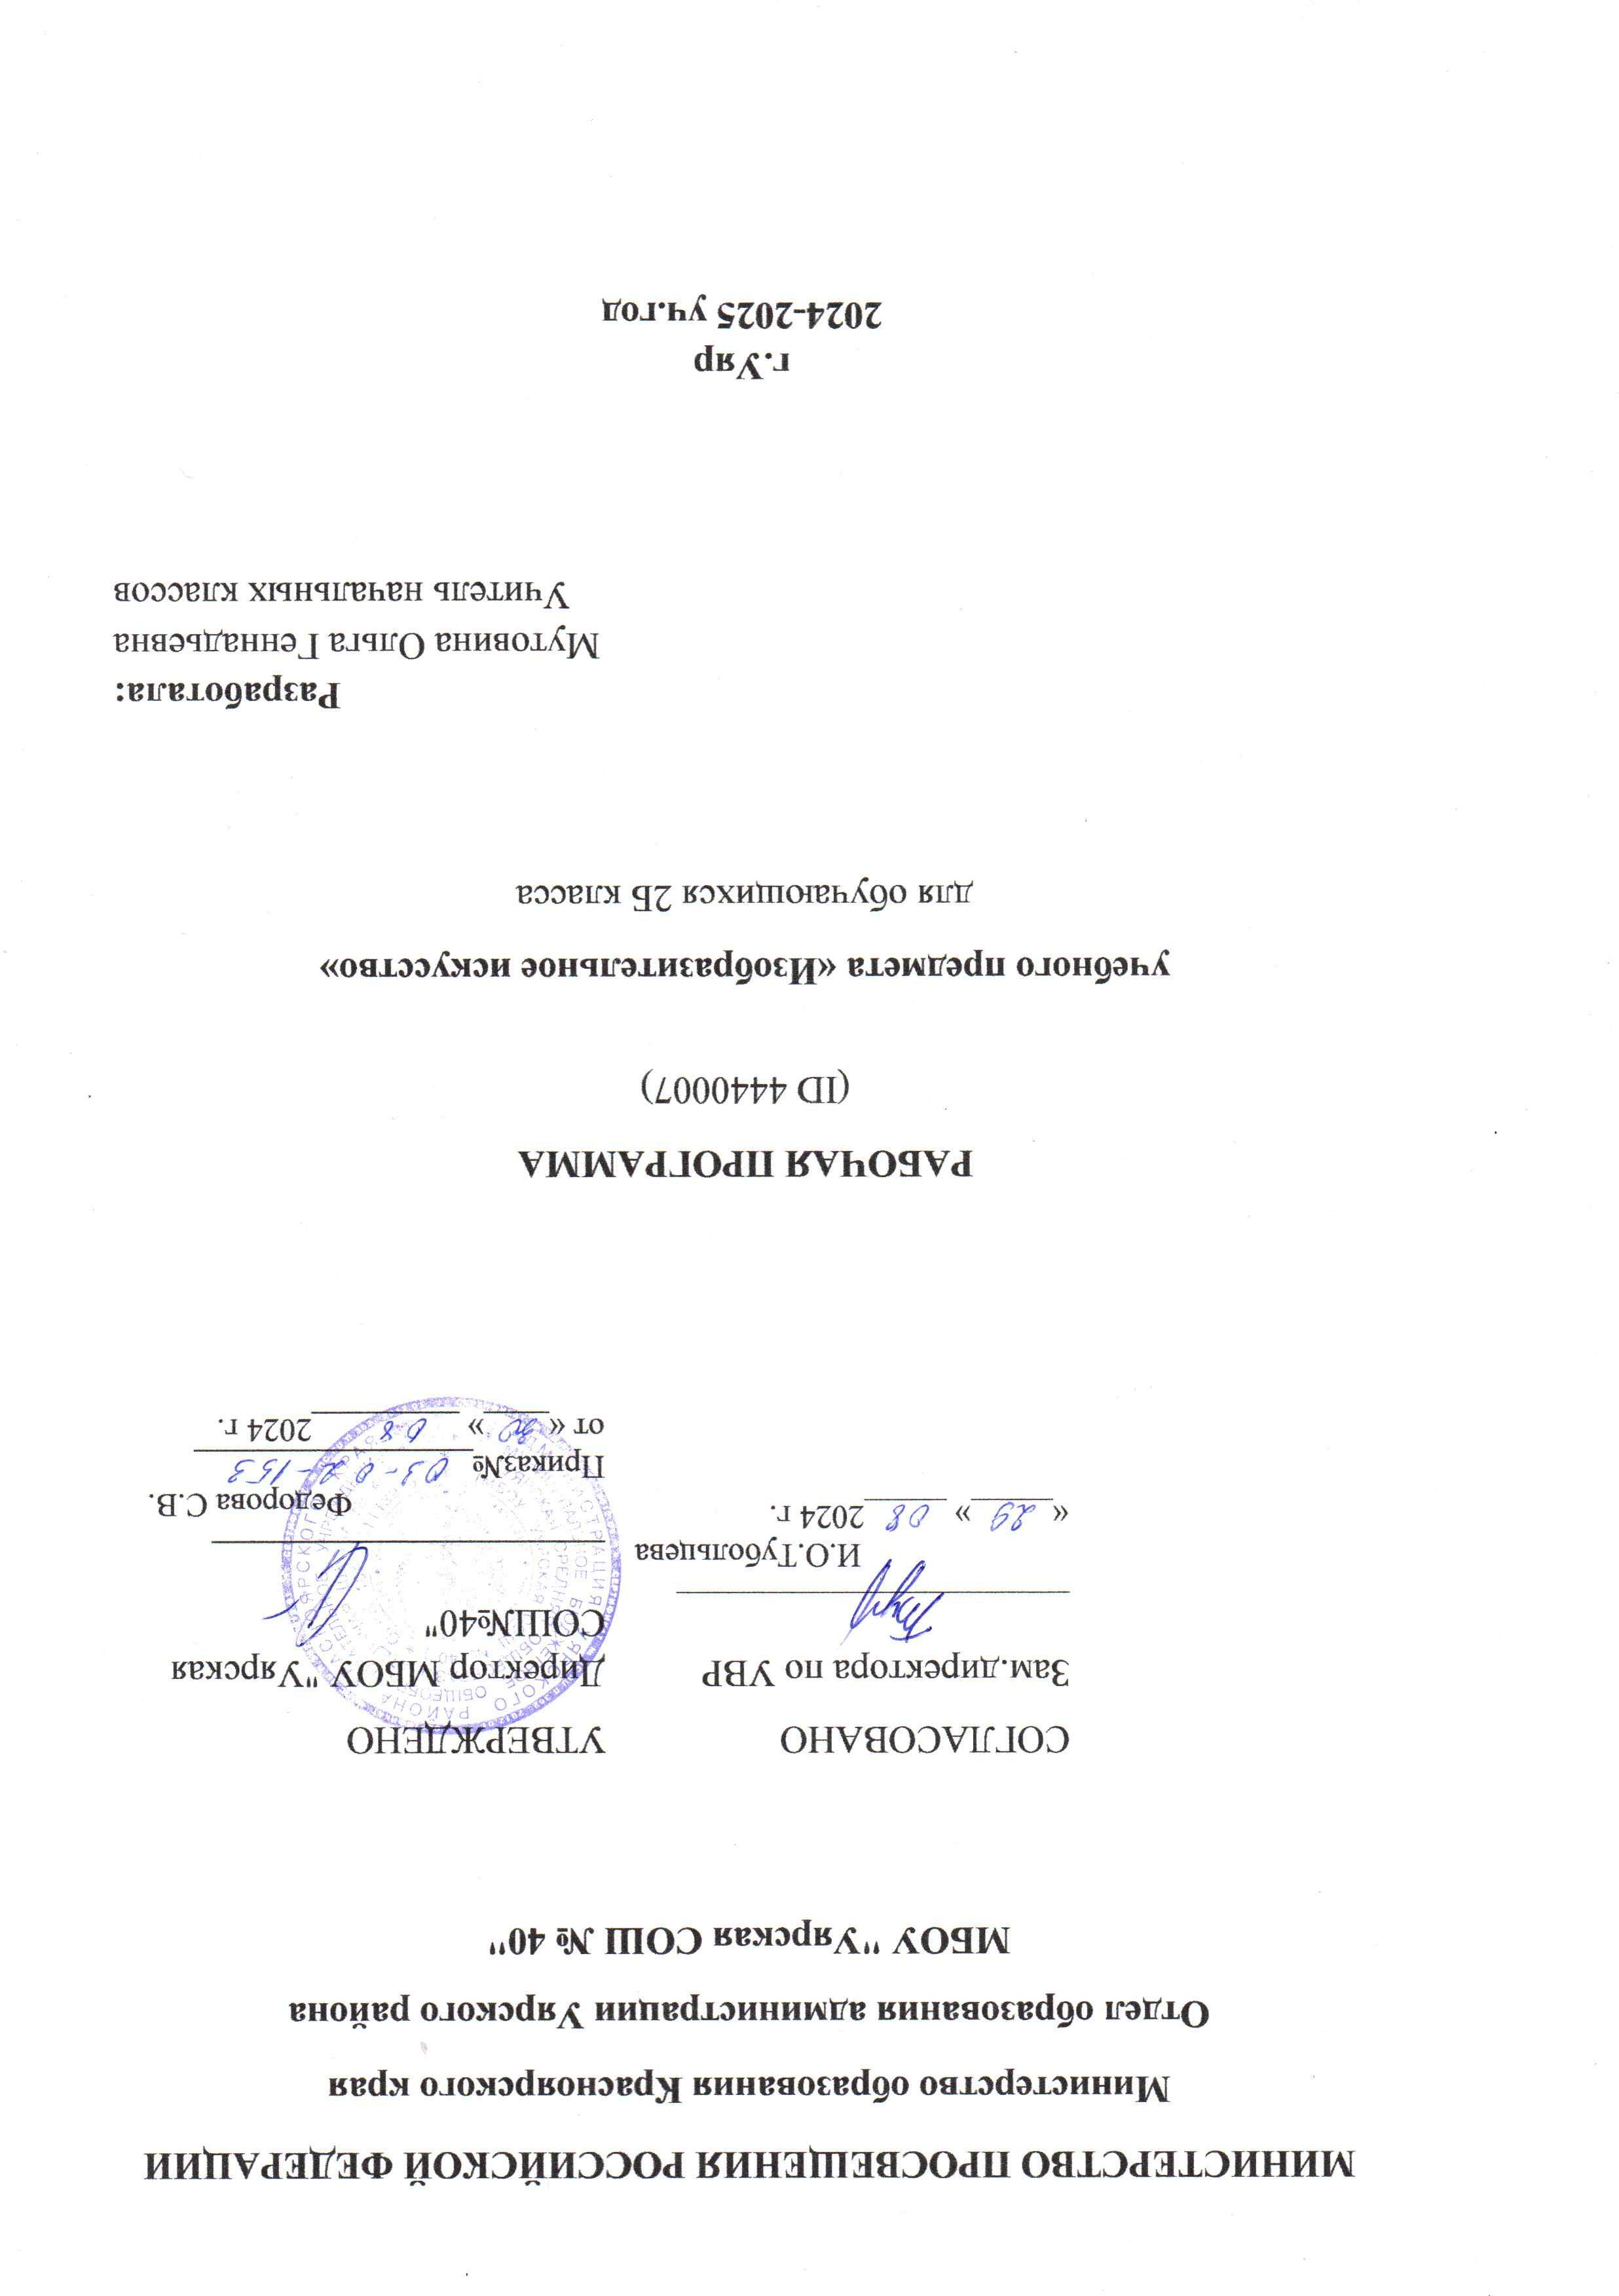 МИНИСТЕРСТВО ПРОСВЕЩЕНИЯ РОССИЙСКОЙ ФЕДЕРАЦИИ
Министерство образования Красноярского края
Отдел образования администрации Уярского района
МБОУ "Уярская СОШ № 40"
СОГЛАСОВАНО
Зам.директора по УВР
И.О.Тубольцева
« 29 » 08 2024 г.
УТВЕРЖДЕНО
Директор МБОУ "Уярская
СОШ№40"
Федорова С.В.
Приказ№ 03-02-153
от « » 08 2024 г.
РАБОЧАЯ ПРОГРАММА
(ID 4440007)
учебного предмета «Изобразительное искусство»
для обучающихся 2Б класса
Разработала:
Мутовина Ольга Геннадьевна
Учитель начальных классов
г.Уяр
2024-2025 уч.год